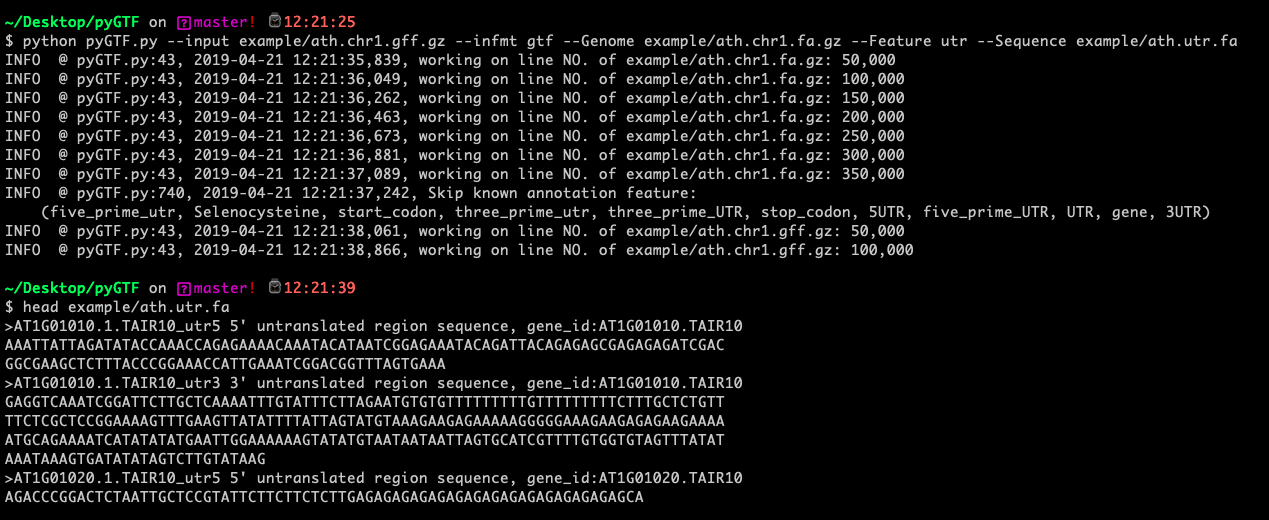 ~/Desktop/pyGTF on master! 12:21:25
$ python pyGTF.py --input example/ath.chr1.gff.gz --infmt gtf --Genome example/ath.chr1.fa.gz --Feature utr --Sequence example/ath.utr.fa
INFO  @ pyGTF.py:43, 2019-04-21 12:21:35,839, working on line NO. of example/ath.chr1.fa.gz: 50,000
INFO  @ pyGTF.py:43, 2019-04-21 12:21:36,049, working on line NO. of example/ath.chr1.fa.gz: 100,000
INFO  @ pyGTF.py:43, 2019-04-21 12:21:36,262, working on line NO. of example/ath.chr1.fa.gz: 150,000
INFO  @ pyGTF.py:43, 2019-04-21 12:21:36,463, working on line NO. of example/ath.chr1.fa.gz: 200,000
INFO  @ pyGTF.py:43, 2019-04-21 12:21:36,673, working on line NO. of example/ath.chr1.fa.gz: 250,000
INFO  @ pyGTF.py:43, 2019-04-21 12:21:36,881, working on line NO. of example/ath.chr1.fa.gz: 300,000
INFO  @ pyGTF.py:43, 2019-04-21 12:21:37,089, working on line NO. of example/ath.chr1.fa.gz: 350,000
INFO  @ pyGTF.py:740, 2019-04-21 12:21:37,242, Skip known annotation feature:
    (five_prime_utr, Selenocysteine, start_codon, three_prime_utr, three_prime_UTR, stop_codon, 5UTR, five_prime_UTR, UTR, gene, 3UTR)
INFO  @ pyGTF.py:43, 2019-04-21 12:21:38,061, working on line NO. of example/ath.chr1.gff.gz: 50,000
INFO  @ pyGTF.py:43, 2019-04-21 12:21:38,866, working on line NO. of example/ath.chr1.gff.gz: 100,000
~/Desktop/pyGTF on master! 12:21:39
$ head example/ath.utr.fa
>AT1G01010.1.TAIR10_utr5 5' untranslated region sequence, gene_id:AT1G01010.TAIR10
AAATTATTAGATATACCAAACCAGAGAAAACAAATACATAATCGGAGAAATACAGATTACAGAGAGCGAGAGAGATCGAC
GGCGAAGCTCTTTACCCGGAAACCATTGAAATCGGACGGTTTAGTGAAA
>AT1G01010.1.TAIR10_utr3 3' untranslated region sequence, gene_id:AT1G01010.TAIR10
GAGGTCAAATCGGATTCTTGCTCAAAATTTGTATTTCTTAGAATGTGTGTTTTTTTTTGTTTTTTTTTCTTTGCTCTGTT
TTCTCGCTCCGGAAAAGTTTGAAGTTATATTTTATTAGTATGTAAAGAAGAGAAAAAGGGGGAAAGAAGAGAGAAGAAAA
ATGCAGAAAATCATATATATGAATTGGAAAAAAGTATATGTAATAATAATTAGTGCATCGTTTTGTGGTGTAGTTTATAT
AAATAAAGTGATATATAGTCTTGTATAAG
>AT1G01020.1.TAIR10_utr5 5' untranslated region sequence, gene_id:AT1G01020.TAIR10
AGACCCGGACTCTAATTGCTCCGTATTCTTCTTCTCTTGAGAGAGAGAGAGAGAGAGAGAGAGAGAGAGCA